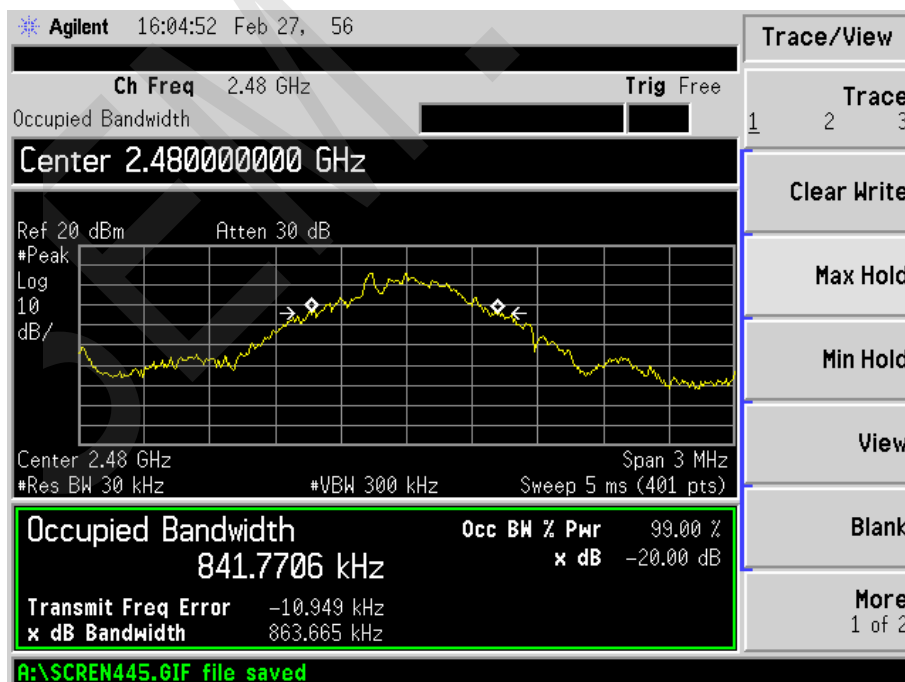 Agilent 16:04:52 Feb 27, 56
Trace/View
Ch Freq 2.48 GHz Trig Free
Occupied Bandwidth
Trace
1 2 3
Center 2.480000000 GHz
Clear Write
Ref 20 dBm Atten 30 dB
#Peak
Log
10
dB/
Max Hold
Min Hold
View
Center 2.48 GHz Span 3 MHz
#Res BW 30 kHz #VBW 300 kHz Sweep 5 ms (401 pts)
Occupied Bandwidth Occ BW % Pwr 99.00 %
841.7706 kHz x dB -20.00 dB
Blank
Transmit Freq Error -10.949 kHz
x dB Bandwidth 863.665 kHz
More
1 of 2
A:\SCREN445.GIF file saved